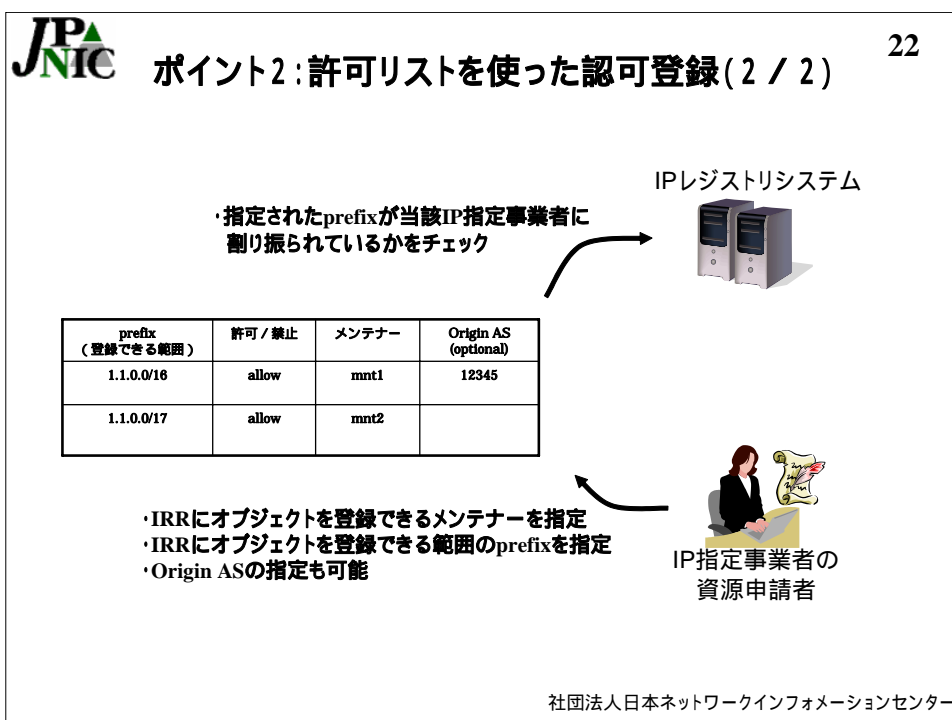 JPNIC
22
ポイント2:許可リストを使った認可登録(2/2)
IPレジストリシステム
・指定されたprefixが当該IP指定事業者に
割り振られているかをチェック
prefix
(登録できる範囲) 許可/禁止 メンテナー Origin AS
(optional)
1.1.0.0/16 allow mnt1 12345
1.1.0.0/17 allow mnt2
・IRRにオブジェクトを登録できるメンテナーを指定
・IRRにオブジェクトを登録できる範囲のprefixを指定
・Origin ASの指定も可能
IP指定事業者の
資源申請者
社団法人日本ネットワークインフォメーションセンター